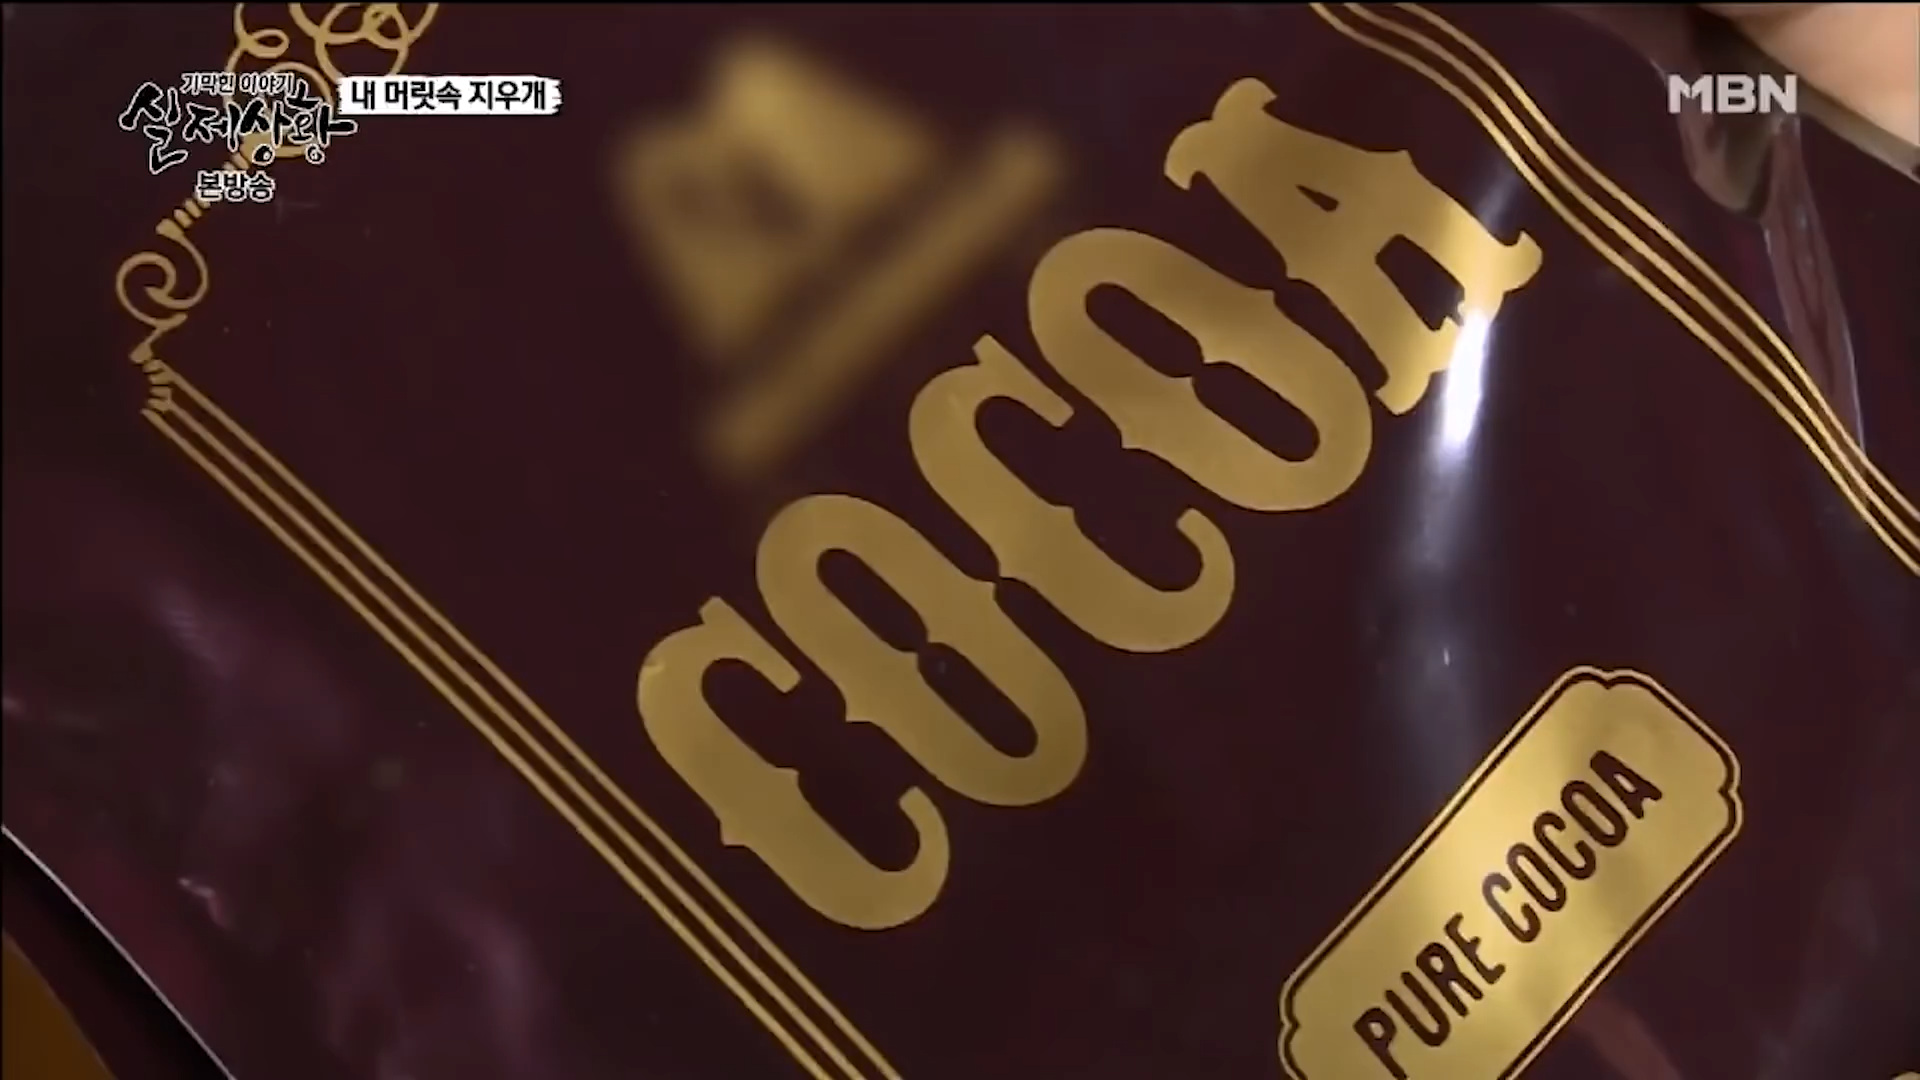 기막힌 이야기
실제상황
본방송
내 머릿속 지우개
MBN
COCOA
PURE COCOA